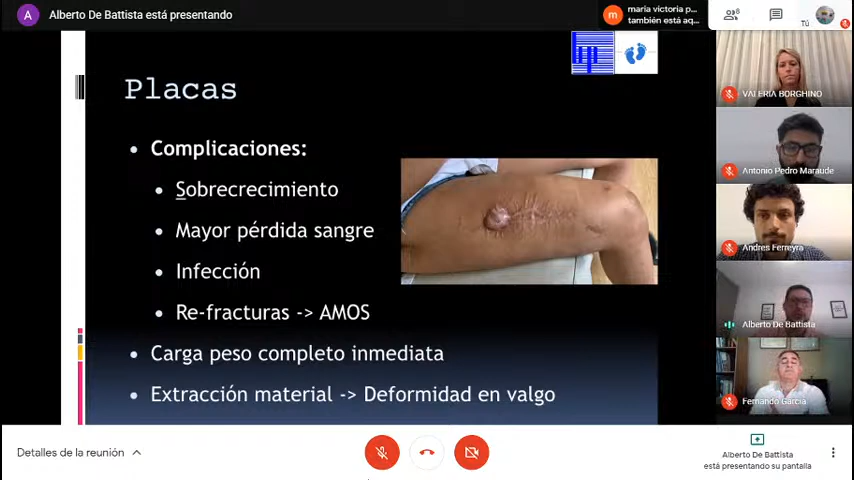 A
Alberto De Battista está presentando
m
maria victoria p...
también está aq...
8
Tú
Placas
• Complicaciones:
• Sobrecrecimiento
• Mayor pérdida sangre
• Infección
• Re-fracturas -> AMOS
• Carga peso completo inmediata
• Extracción material -> Deformidad en valgo
VALERIA BORGHINO
Antonio Pedro Maraude
Andres Ferreyra
Alberto De Battista
Fernando Garcia
Detalles de la reunión
Alberto De Battista
está presentando su pantalla